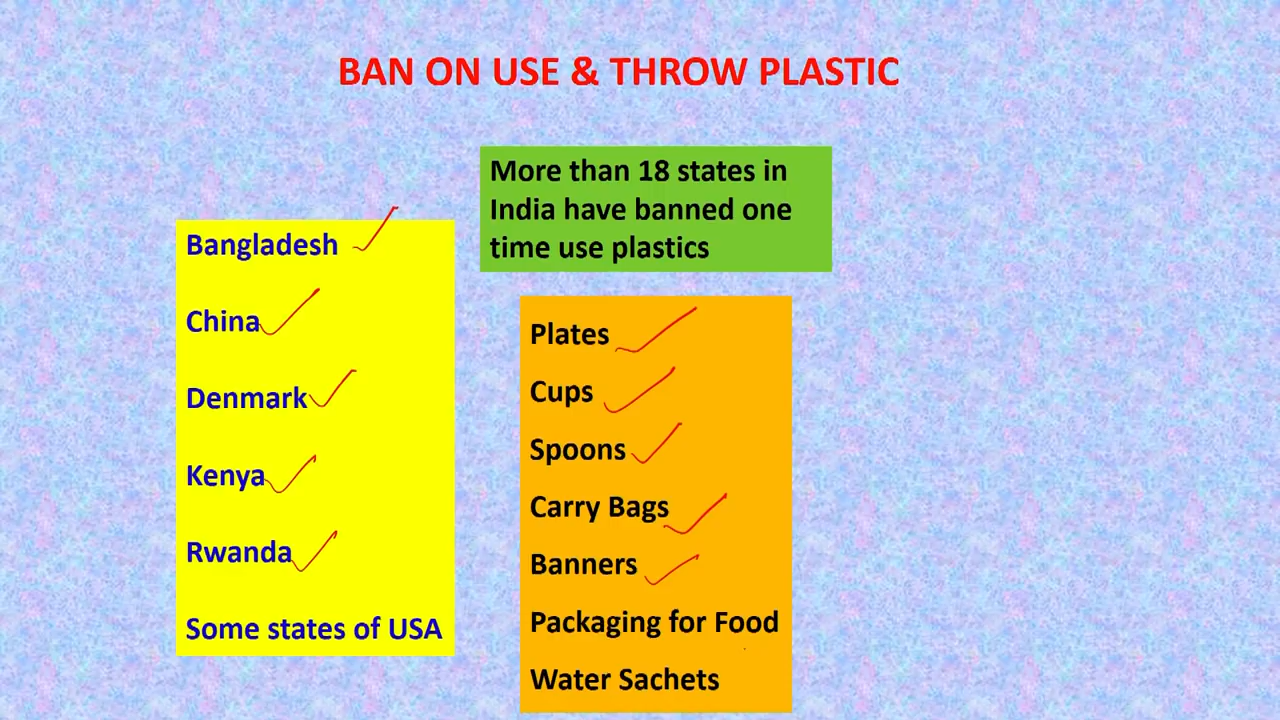 BAN ON USE & THROW PLASTIC
Bangladesh
China
Denmark
Kenya
Rwanda
Some states of USA
More than 18 states in
India have banned one
time use plastics
Plates
Cups
Spoons
Carry Bags
Banners
Packaging for Food
Water Sachets